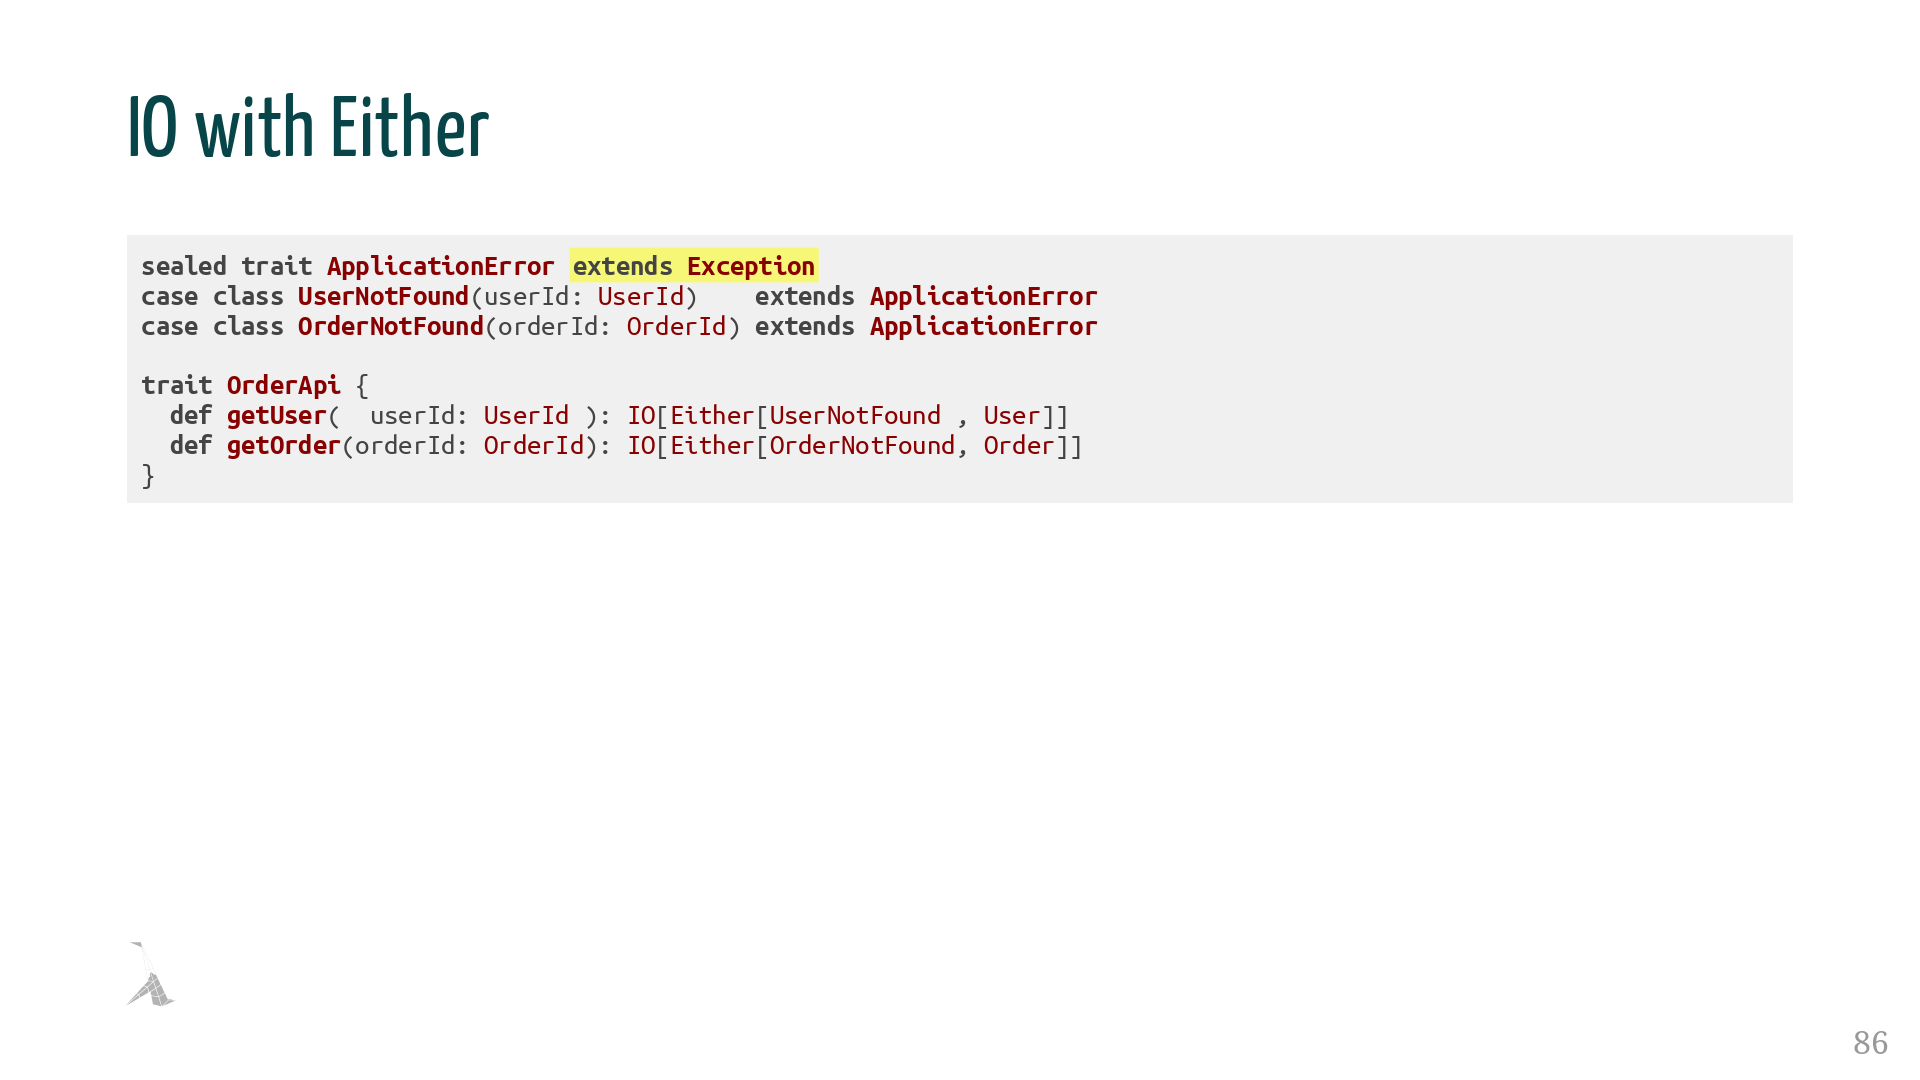 IO with Either
sealed trait ApplicationError extends Exception
case class UserNotFound(userId: UserId)    extends ApplicationError
case class OrderNotFound(orderId: OrderId) extends ApplicationError
trait OrderApi {
  def getUser(  userId: UserId ): IO[Either[UserNotFound , User]]
  def getOrder(orderId: OrderId): IO[Either[OrderNotFound, Order]]
}
86